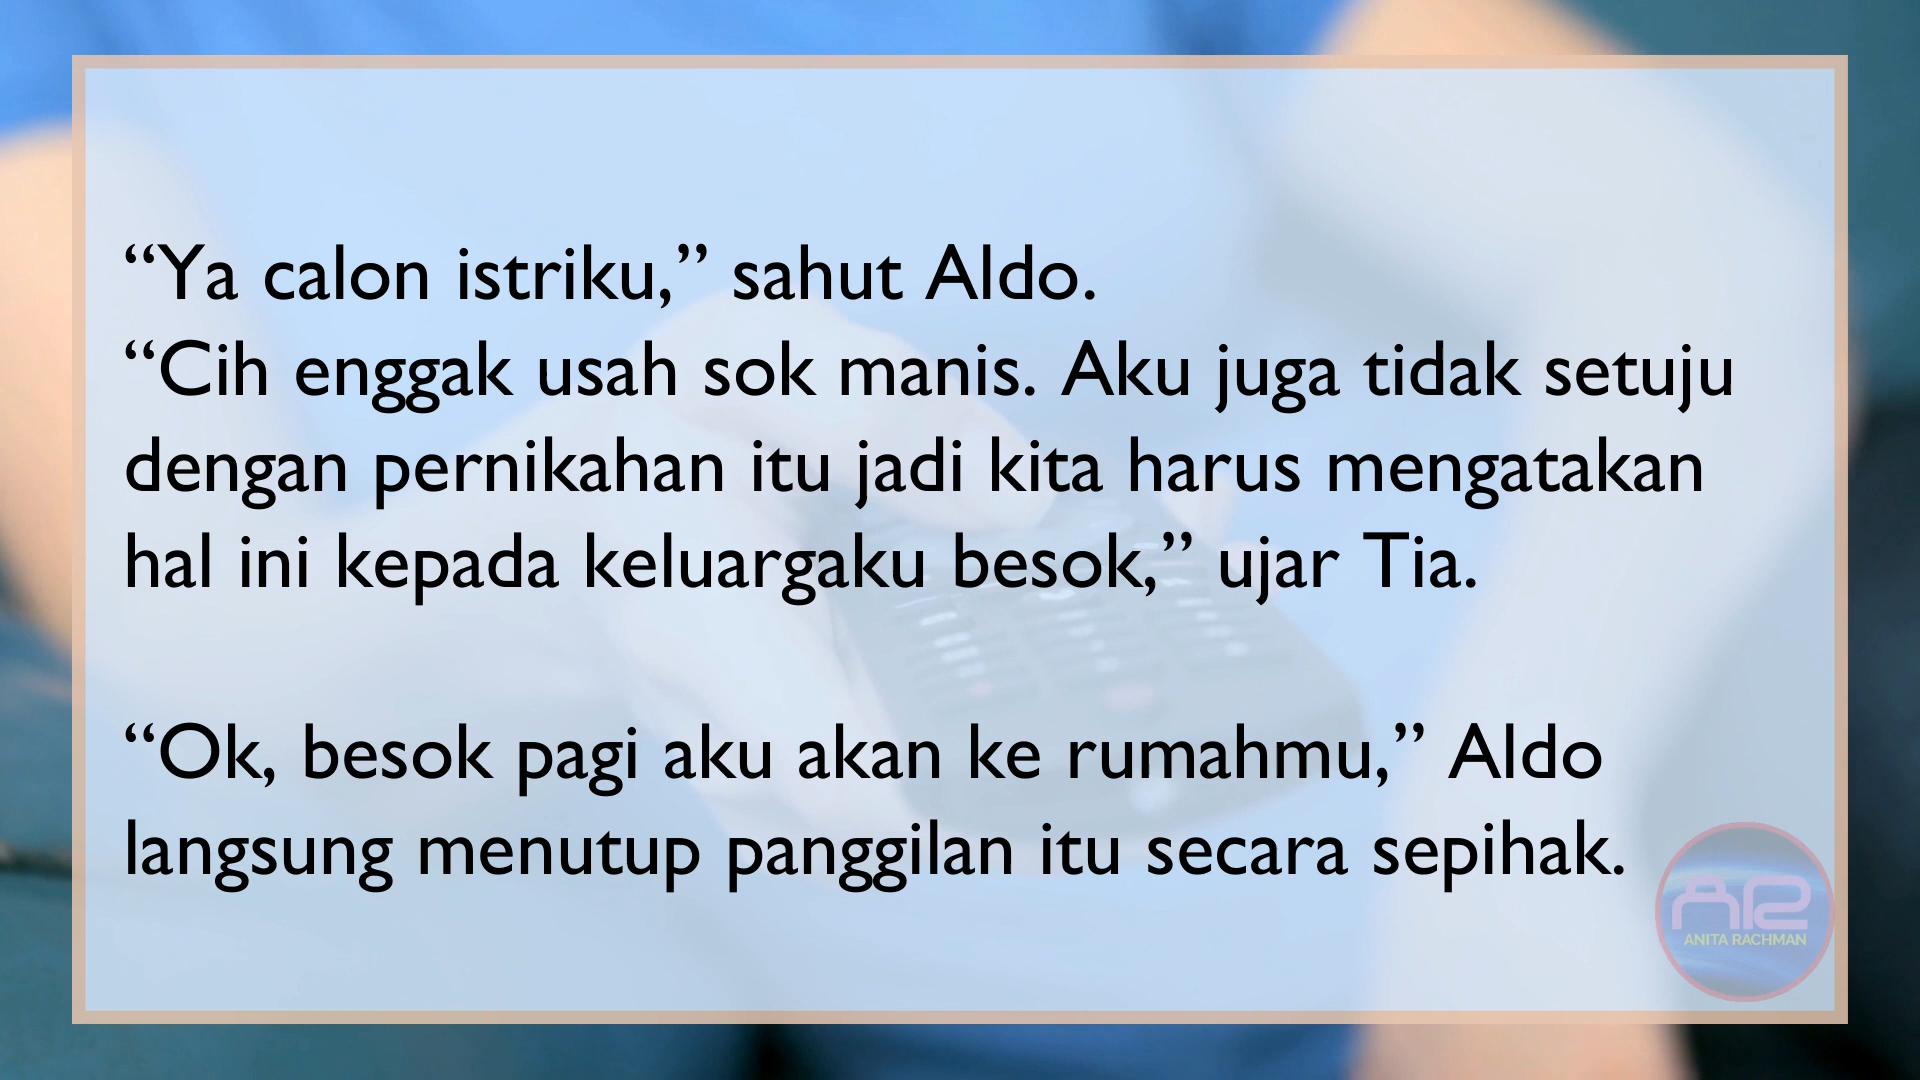 “Ya calon istriku,” sahut Aldo.
“Cih enggak usah sok manis. Aku juga tidak setuju
dengan pernikahan itu jadi kita harus mengatakan
hal ini kepada keluargaku besok,” ujar Tia.
“Ok, besok pagi aku akan ke rumahmu,” Aldo
langsung menutup panggilan itu secara sepihak.
AR
ANITA RACHMAN